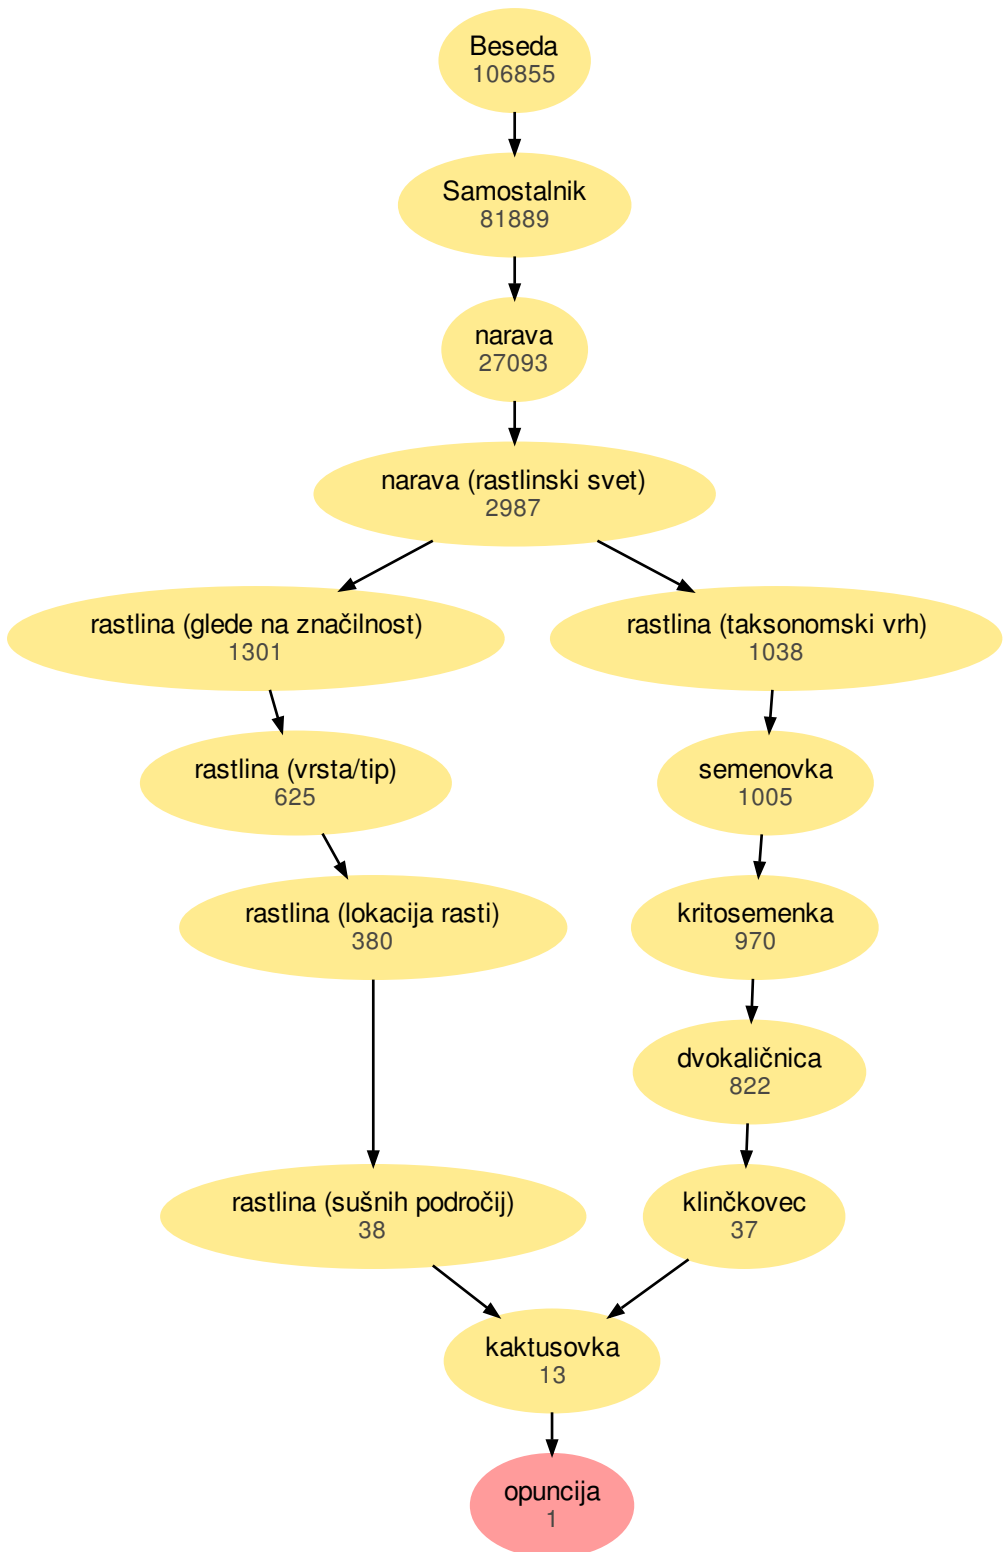 Beseda
106855
Samostalnik
81889
narava
27093
narava (rastlinski svet)
2987
rastlina (glede na značilnost)
1301
rastlina (taksonomski vrh)
1038
rastlina (vrsta/tip)
625
semenovka
1005
rastlina (lokacija rasti)
380
kritosemenka
970
dvokaličnica
822
rastlina (sušnih področij)
38
klinčkovec
37
kaktusovka
13
opuncija
1